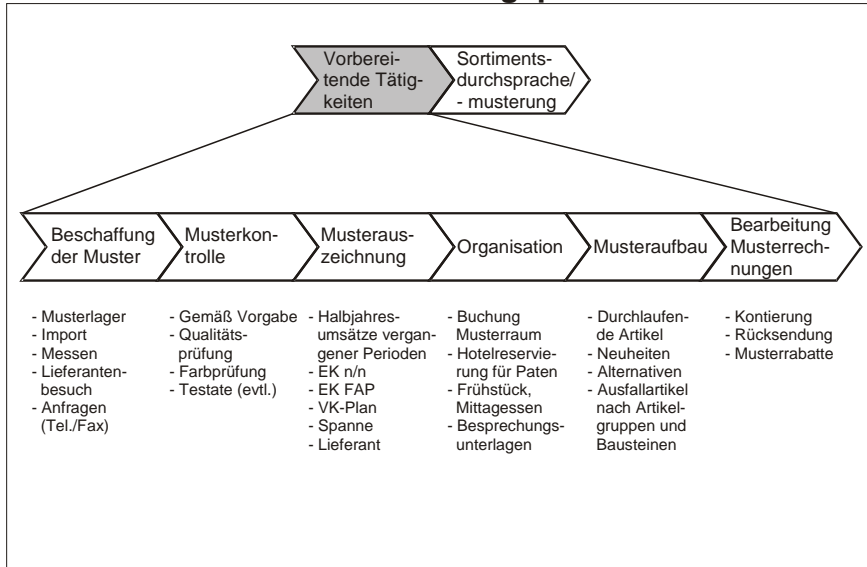 Vorberei-
tende Tätig-
keiten
Sortiments-
durchsprache/
- musterung
Beschaffung
der Muster
Musterkon-
trolle
Musteraus-
zeichnung
Organisation
Musteraufbau
Bearbeitung
Musterrech-
nungen
- Musterlager
- Import
- Messen
- Lieferanten-
besuch
- Anfragen
(Tel./Fax)
- Gemäß Vorgabe
- Qualitäts-
prüfung
- Farbprüfung
- Testate (evtl.)
- Halbjahres-
umsätze vergan-
gener Perioden
- EK n/n
- EK FAP
- VK-Plan
- Spanne
- Lieferant
- Buchung
Musterraum
- Hotelreservie-
rung für Paten
- Frühstück,
Mittagessen
- Besprechungs-
unterlagen
- Durchlaufen-
de Artikel
- Neuheiten
- Alternativen
- Ausfallartikel
nach Artikel-
gruppen und
Bausteinen
- Kontierung
- Rücksendung
- Musterrabatte